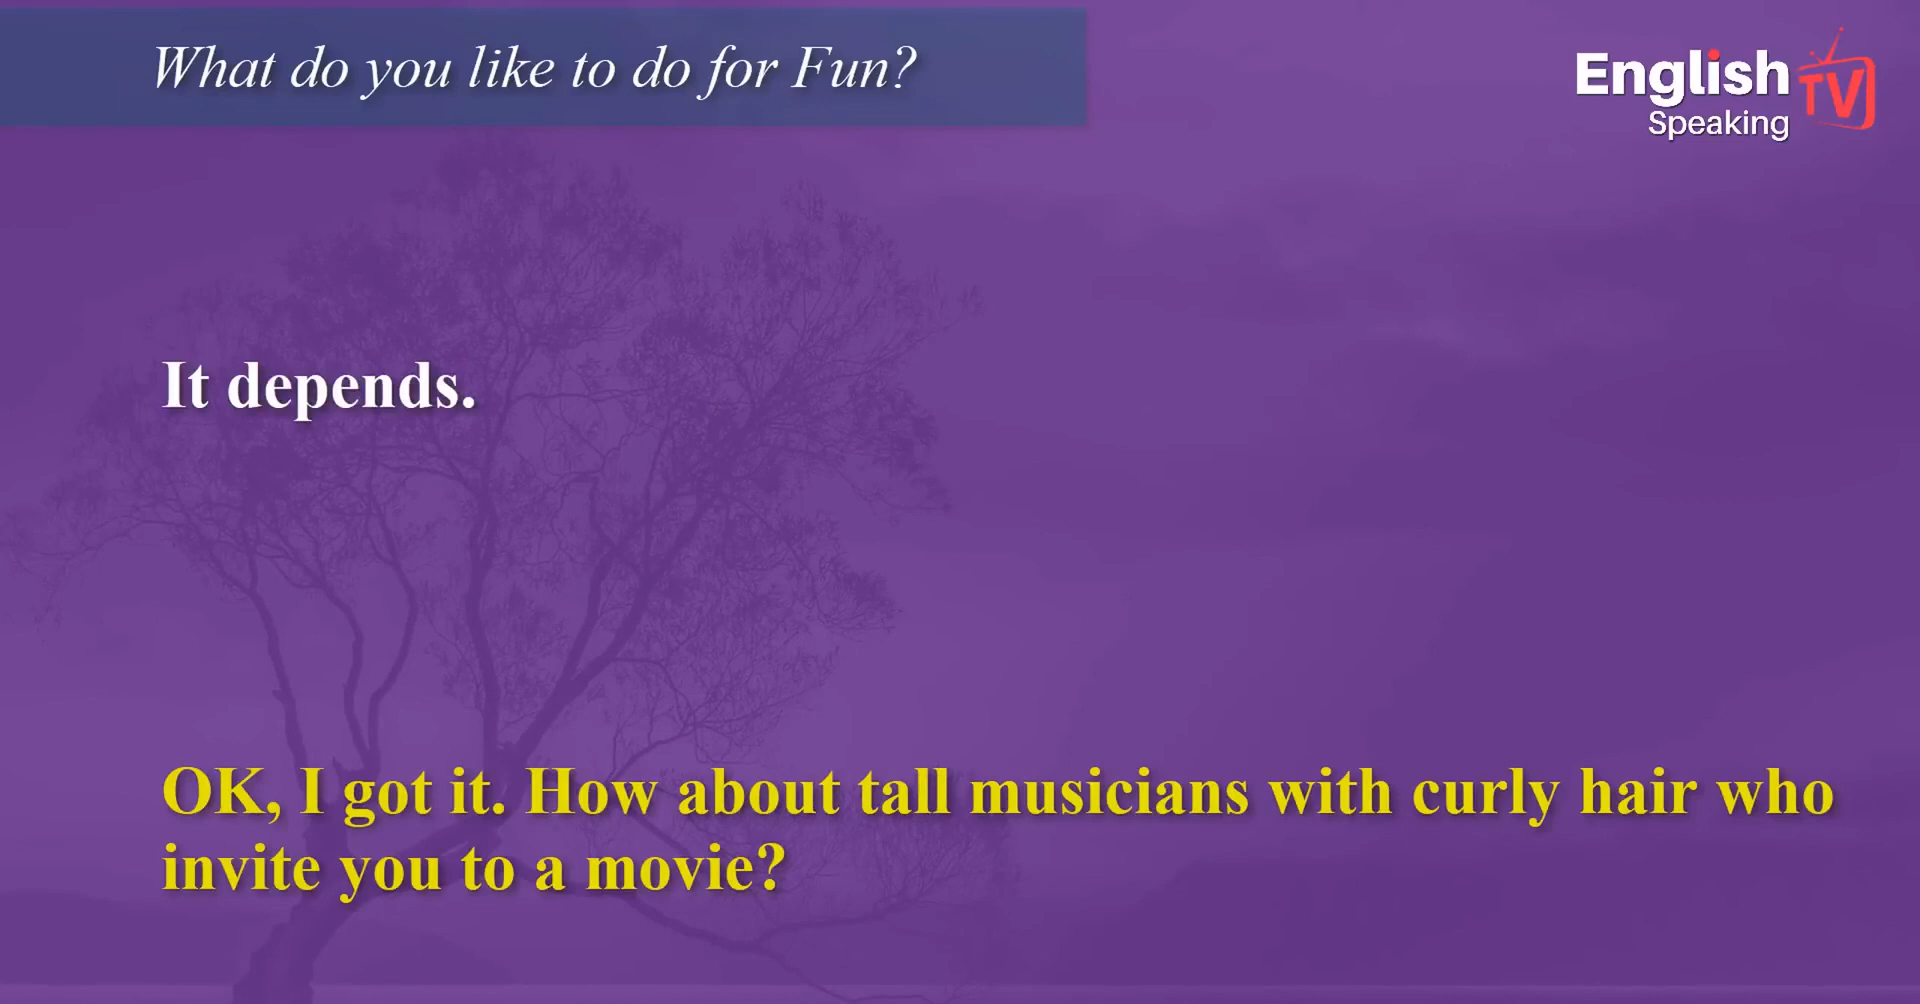 What do you like to do for Fun?
English TV
Speaking
It depends.
OK, I got it. How about tall musicians with curly hair who
invite you to a movie?